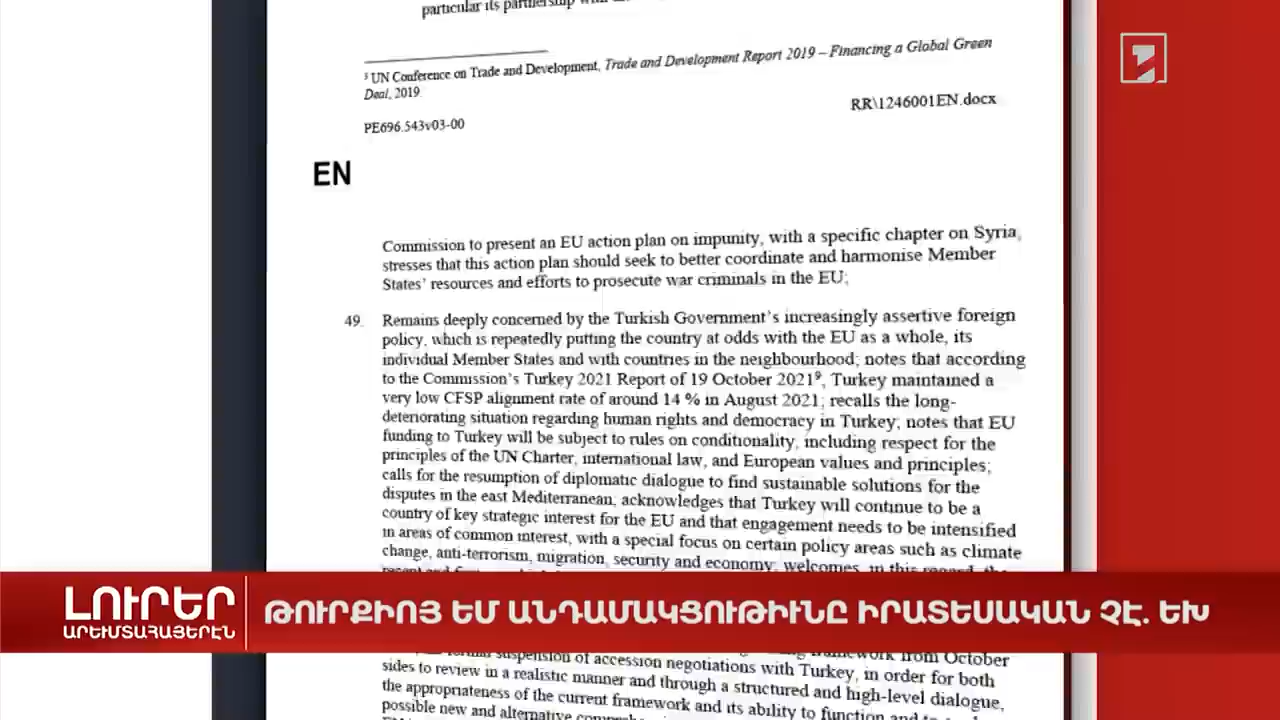 particular its partnership with
⁵ UN Conference on Trade and Development, Trade and Development Report 2019 – Financing a Global Green
Deal, 2019
RR\1246001EN.docx
PE696.543v03-00
EN
Commission to present an EU action plan on impunity, with a specific chapter on Syria,
stresses that this action plan should seek to better coordinate and harmonise Member
States' resources and efforts to prosecute war criminals in the EU;
49. Remains deeply concerned by the Turkish Government's increasingly assertive foreign
policy, which is repeatedly putting the country at odds with the EU as a whole, its
individual Member States and with countries in the neighbourhood; notes that according
to the Commission's Turkey 2021 Report of 19 October 2021⁹, Turkey maintained a
very low CFSP alignment rate of around 14 % in August 2021; recalls the long-
deteriorating situation regarding human rights and democracy in Turkey; notes that EU
funding to Turkey will be subject to rules on conditionality, including respect for the
principles of the UN Charter, international law, and European values and principles;
calls for the resumption of diplomatic dialogue to find sustainable solutions for the
disputes in the east Mediterranean; acknowledges that Turkey will continue to be a
country of key strategic interest for the EU and that engagement needs to be intensified
in areas of common interest, with a special focus on certain policy areas such as climate
change, anti-terrorism, migration, security and economy; welcomes, in this regard, the
ԼՈՒՐԵՐ
ԱՐԵՒՄՏԱՀԱՅԵՐԷՆ
ԹՈՒՐՔԻՈՅ ԵՄ ԱՆԴԱՄԱԿՑՈՒԹԻՒՆԸ ԻՐԱՏԵՍԱԿԱՆ ՉԷ. ԵԽ
framework from October
suspension of accession negotiations with Turkey, in order for both
sides to review in a realistic manner and through a structured and high-level dialogue,
the appropriateness of the current framework and its ability to function and to
possible new and alternative